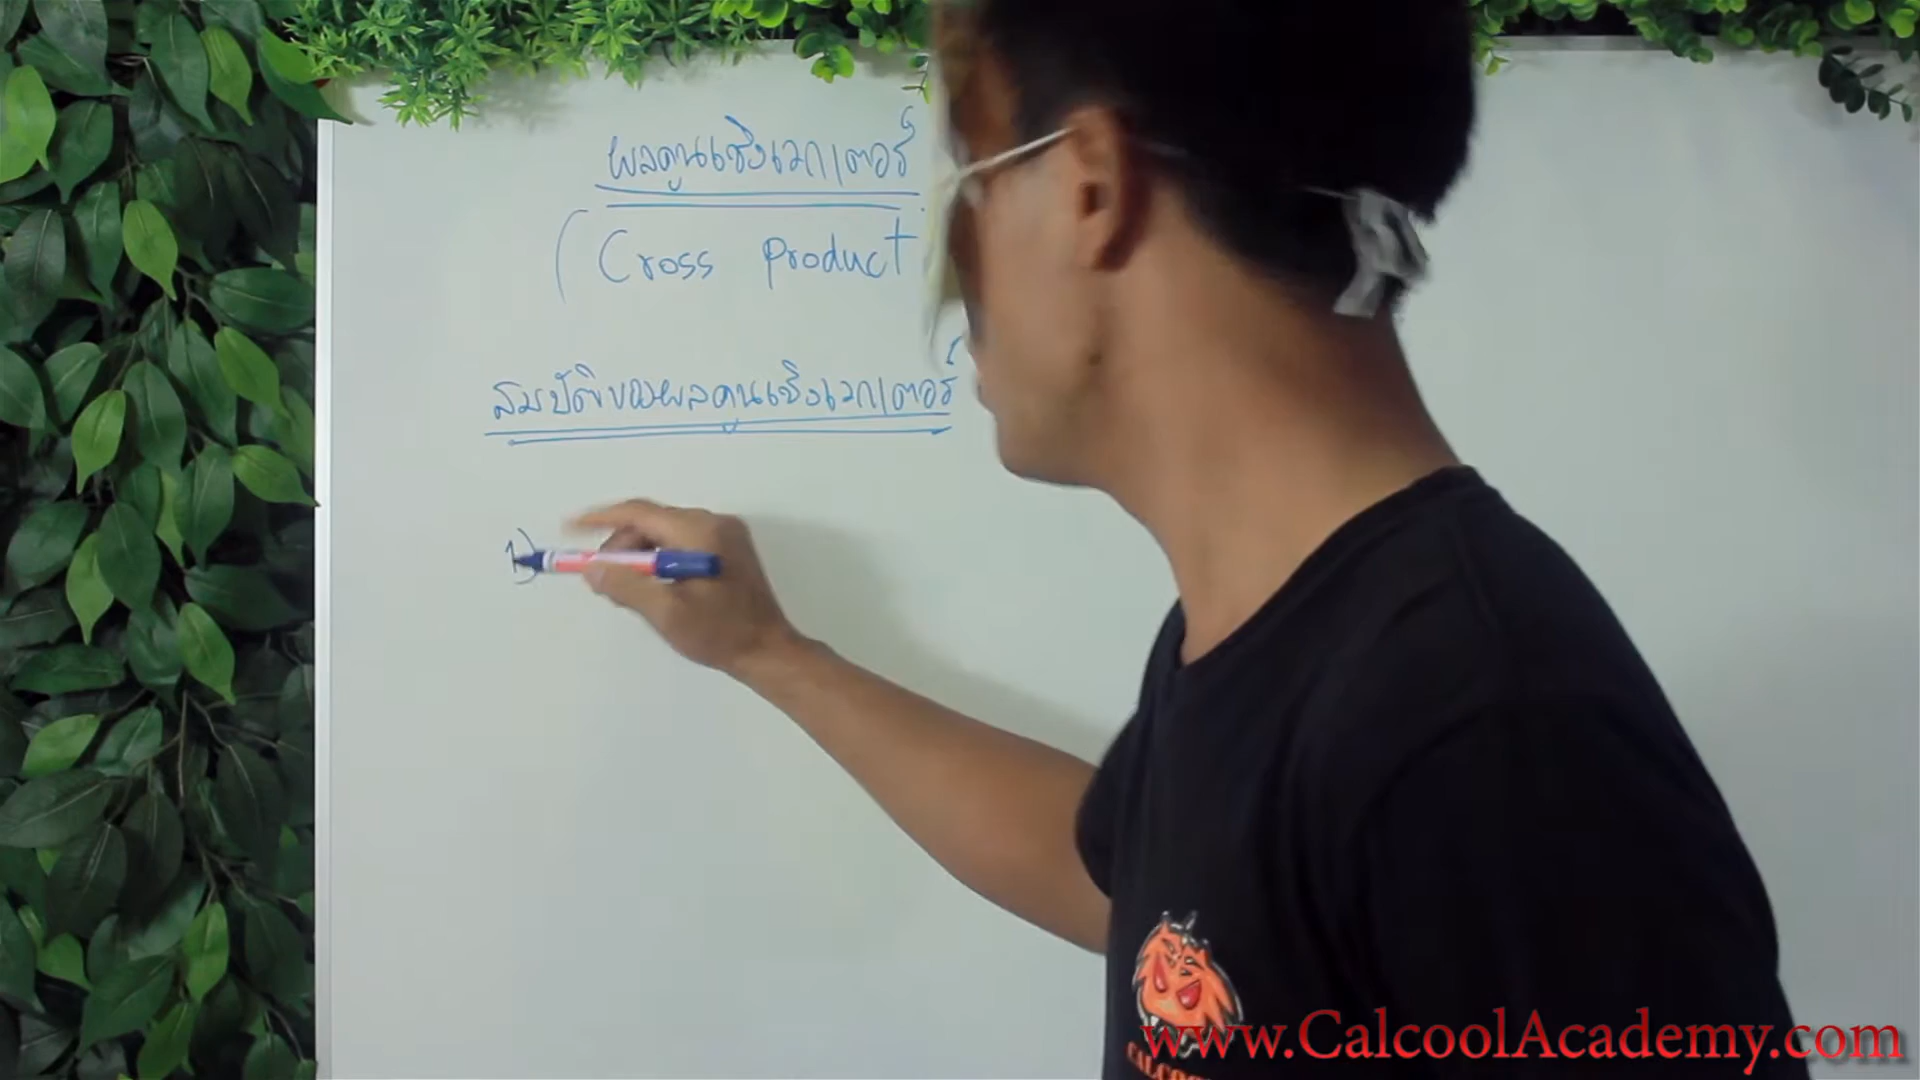 ผลคูณเชิงเวกเตอร์
(Cross Product
สมบัติของผลคูณเชิงเวกเตอร์
1)
www.CalcoolAcademy.com